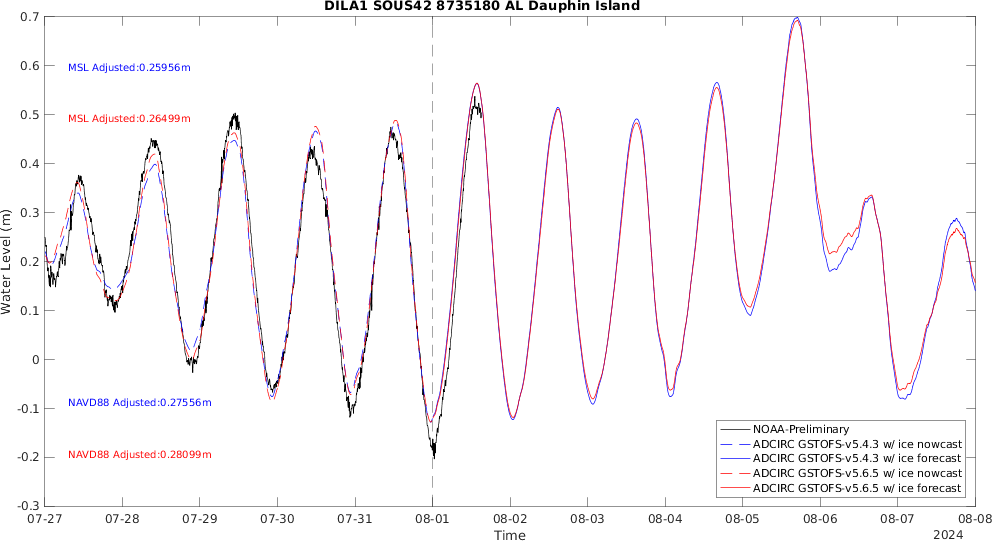 DILA1 SOUS42 8735180 AL Dauphin Island
0.7
0.6
0.5
0.4
0.3
0.2
0.1
0
-0.1
-0.2
-0.3
Water Level (m)
MSL Adjusted:0.25956m
MSL Adjusted:0.26499m
NAVD88 Adjusted:0.27556m
NAVD88 Adjusted:0.28099m
NOAA-Preliminary
ADCIRC GSTOFS-v5.4.3 w/ ice nowcast
ADCIRC GSTOFS-v5.4.3 w/ ice forecast
ADCIRC GSTOFS-v5.6.5 w/ ice nowcast
ADCIRC GSTOFS-v5.6.5 w/ ice forecast
07-27 07-28 07-29 07-30 07-31 08-01 08-02 08-03 08-04 08-05 08-06 08-07 08-08
Time
2024